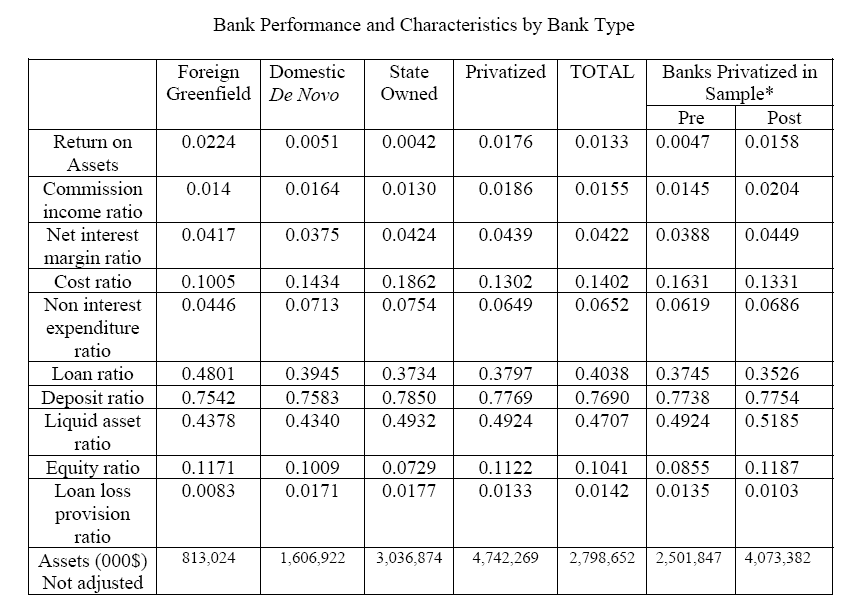 Bank Performance and Characteristics by Bank Type
Foreign Greenfield Domestic De Novo State Owned Privatized TOTAL Banks Privatized in Sample*
Pre Post
Return on Assets 0.0224 0.0051 0.0042 0.0176 0.0133 0.0047 0.0158
Commission income ratio 0.014 0.0164 0.0130 0.0186 0.0155 0.0145 0.0204
Net interest margin ratio 0.0417 0.0375 0.0424 0.0439 0.0422 0.0388 0.0449
Cost ratio 0.1005 0.1434 0.1862 0.1302 0.1402 0.1631 0.1331
Non interest expenditure ratio 0.0446 0.0713 0.0754 0.0649 0.0652 0.0619 0.0686
Loan ratio 0.4801 0.3945 0.3734 0.3797 0.4038 0.3745 0.3526
Deposit ratio 0.7542 0.7583 0.7850 0.7769 0.7690 0.7738 0.7754
Liquid asset ratio 0.4378 0.4340 0.4932 0.4924 0.4707 0.4924 0.5185
Equity ratio 0.1171 0.1009 0.0729 0.1122 0.1041 0.0855 0.1187
Loan loss provision ratio 0.0083 0.0171 0.0177 0.0133 0.0142 0.0135 0.0103
Assets (000$) Not adjusted 813,024 1,606,922 3,036,874 4,742,269 2,798,652 2,501,847 4,073,382